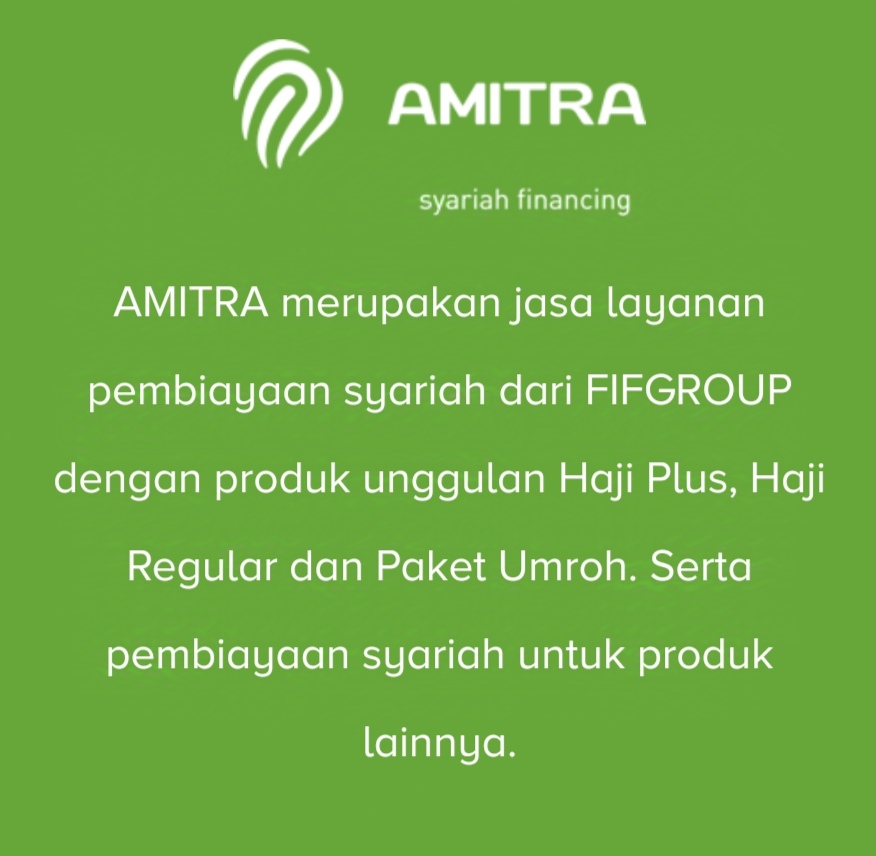 AMITRA
syariah financing
AMITRA merupakan jasa layanan
pembiayaan syariah dari FIFGROUP
dengan produk unggulan Haji Plus, Haji
Regular dan Paket Umroh. Serta
pembiayaan syariah untuk produk
lainnya.